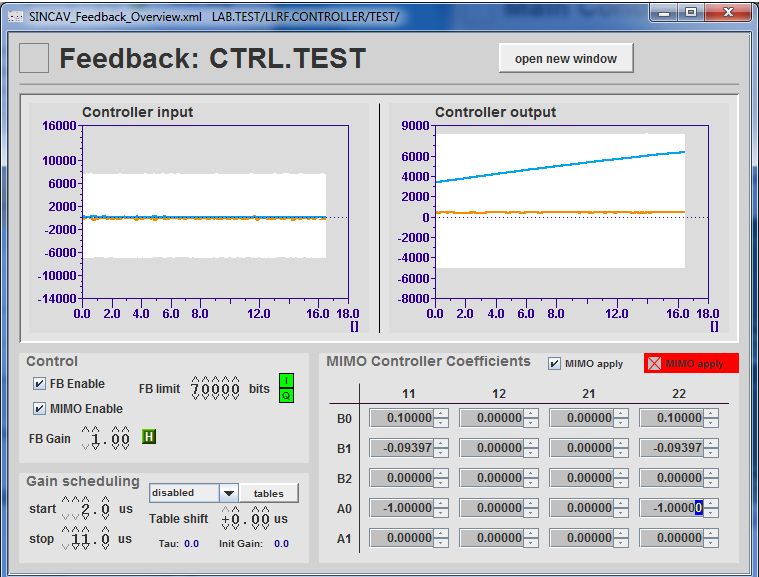 SINCAV_Feedback_Overview.xml LAB.TEST/LLRF.CONTROLLER/TEST/
Feedback: CTRL.TEST
open new window
Controller input
16000
10000
6000
2000
-2000
-6000
-10000
-14000
0.0 2.0 4.0 6.0 8.0 12.0 16.0 18.0
[]
Controller output
9000
6000
4000
2000
0
-2000
-4000
-6000
-8000
0.0 2.0 4.0 6.0 8.0 12.0 16.0 18.0
[]
Control
FB Enable
MIMO Enable
FB limit 70000 bits
I
Q
FB Gain 1.00 H
Gain scheduling
start 2.0 us
stop 11.0 us
disabled
tables
Table shift +0.00 us
Tau: 0.0 Init Gain: 0.0
MIMO Controller Coefficients
MIMO apply
MIMO apply
11 12 21 22
B0 0.10000 0.00000 0.00000 0.10000
B1 -0.09397 0.00000 0.00000 -0.09397
B2 0.00000 0.00000 0.00000 0.00000
A0 -1.00000 0.00000 0.00000 -1.00000
A1 0.00000 0.00000 0.00000 0.00000